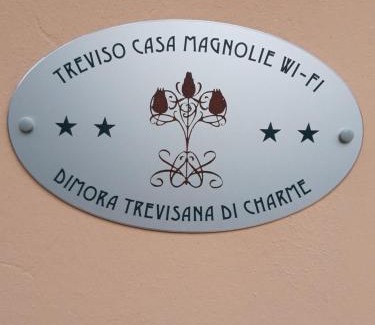 TREVISO CASA MAGNOLIE WI-FI
DIMORA TREVISANA DI CHARME